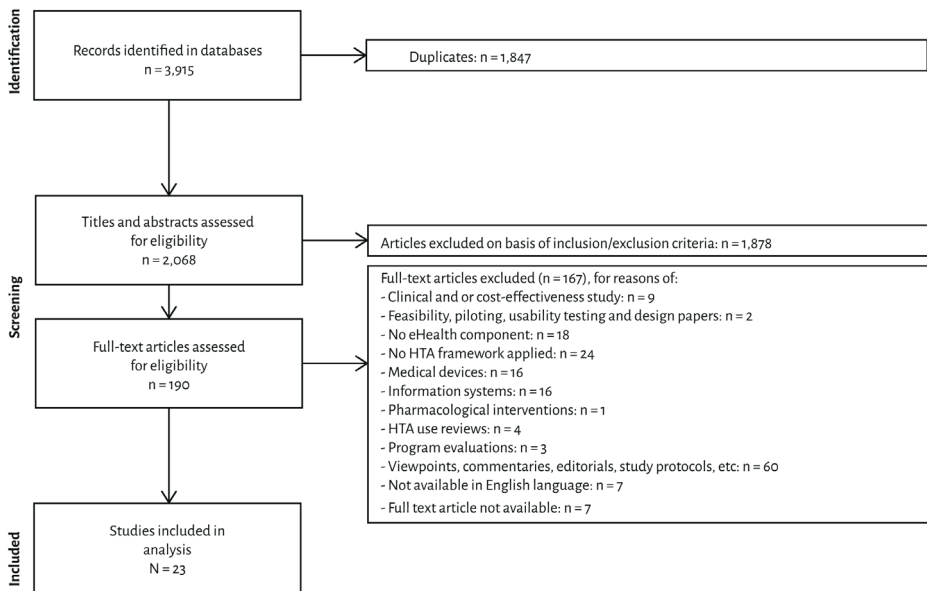 Identification
Records identified in databases
n = 3,915
Duplicates: n = 1,847
Screening
Titles and abstracts assessed
for eligibility
n = 2,068
Articles excluded on basis of inclusion/exclusion criteria: n = 1,878
Full-text articles assessed
for eligibility
n = 190
Full-text articles excluded (n = 167), for reasons of:
- Clinical and or cost-effectiveness study: n = 9
- Feasibility, piloting, usability testing and design papers: n = 2
- No eHealth component: n = 18
- No HTA framework applied: n = 24
- Medical devices: n = 16
- Information systems: n = 16
- Pharmacological interventions: n = 1
- HTA use reviews: n = 4
- Program evaluations: n = 3
- Viewpoints, commentaries, editorials, study protocols, etc: n = 60
- Not available in English language: n = 7
- Full text article not available: n = 7
Included
Studies included in
analysis
N = 23